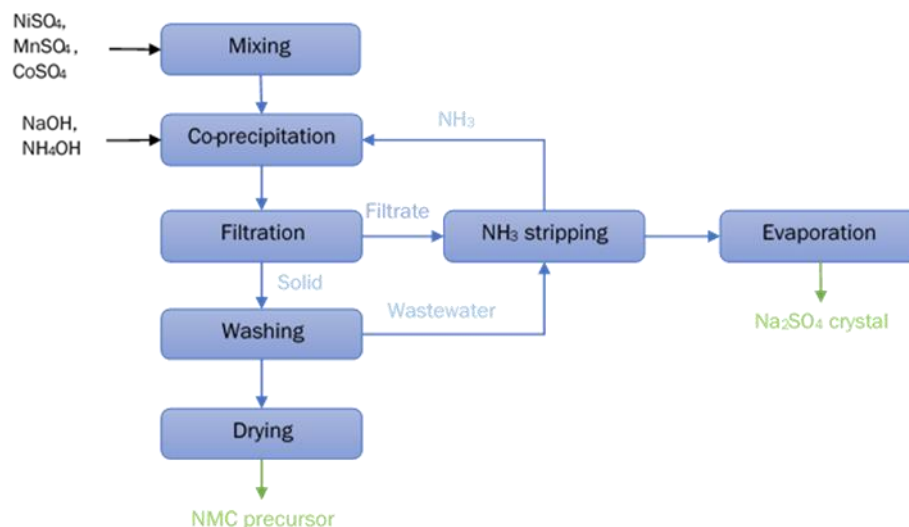 NiSO₄,
MnSO₄,
CoSO₄
Mixing
NaOH,
NH₄OH
Co-precipitation
NH₃
Filtration
Filtrate
NH₃ stripping
Evaporation
Solid
Wastewater
Na₂SO₄ crystal
Washing
Drying
NMC precursor